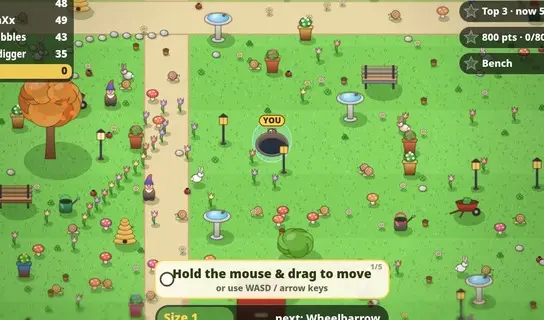 48
Xx 49
bbles 43
digger 35
0
Top 3 · now 5
800 pts · 0/80
Bench
YOU
Hold the mouse & drag to move
1/5
or use WASD / arrow keys
Size 1
next: Wheelbarrow